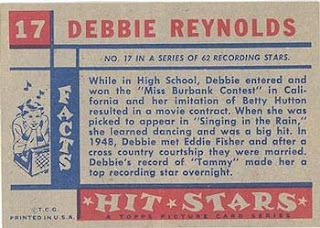 17 DEBBIE REYNOLDS
NO. 17 IN A SERIES OF 62 RECORDING STARS.
FACTS
While in High School, Debbie entered and
won the "Miss Burbank Contest" in Cali-
fornia and her imitation of Betty Hutton
resulted in a movie contract. When she was
picked to appear in "Singing in the Rain,"
she learned dancing and was a big hit. In
1948, Debbie met Eddie Fisher and after a
cross country courtship they were married.
Debbie's record of "Tammy" made her a
top recording star overnight.
© T.C.G.
PRINTED IN U.S.A.
HIT STARS
A TOPPS PICTURE CARD SERIES